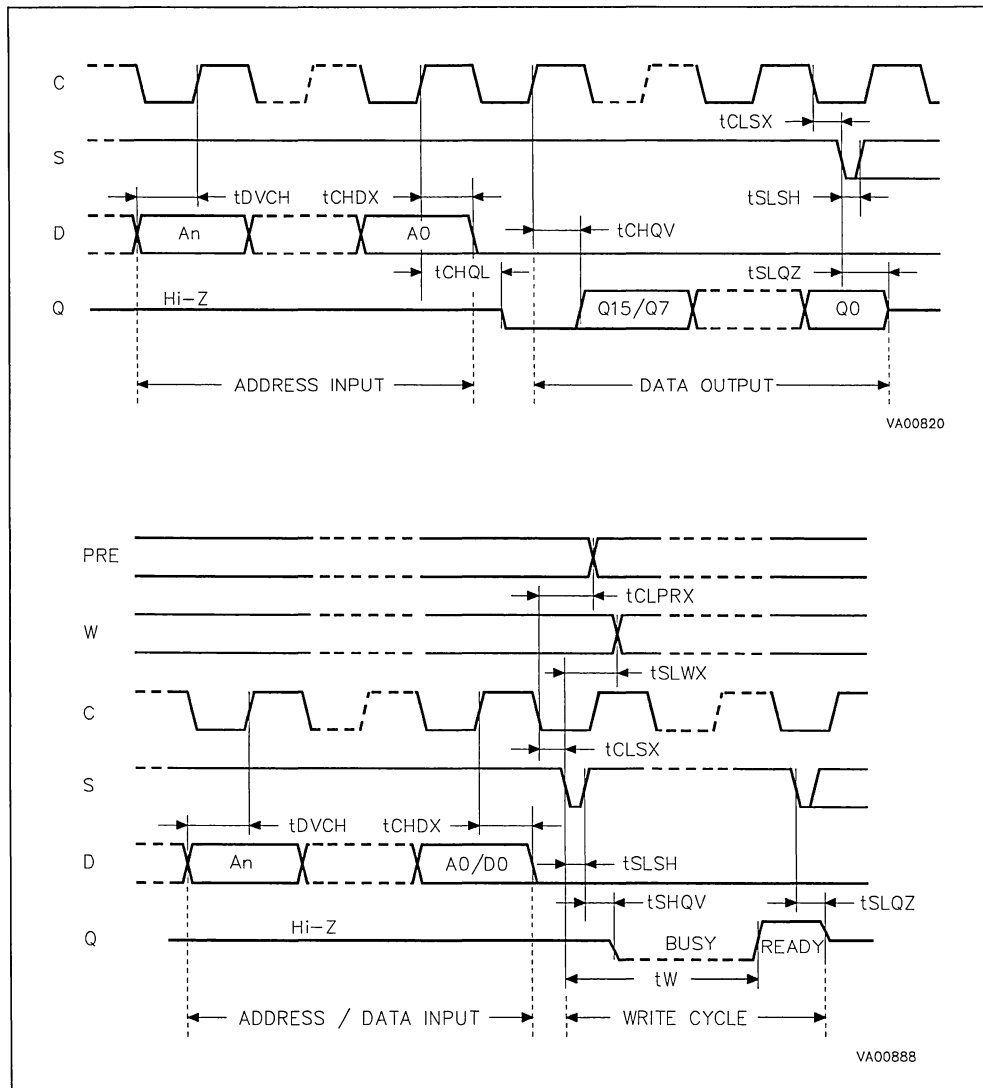 C
tCLSX
S
tDVCH
tCHDX
tSLSH
D
An
A0
tCHQV
tCHQL
tSLQZ
Hi-Z
Q
Q15/Q7
Q0
ADDRESS INPUT
DATA OUTPUT
VA00820
PRE
tCLPRX
W
tSLWX
C
tCLSX
S
tDVCH
tCHDX
D
An
A0/D0
tSLSH
tSHQV
tSLQZ
Hi-Z
Q
BUSY
READY
tW
ADDRESS / DATA INPUT
WRITE CYCLE
VA00888